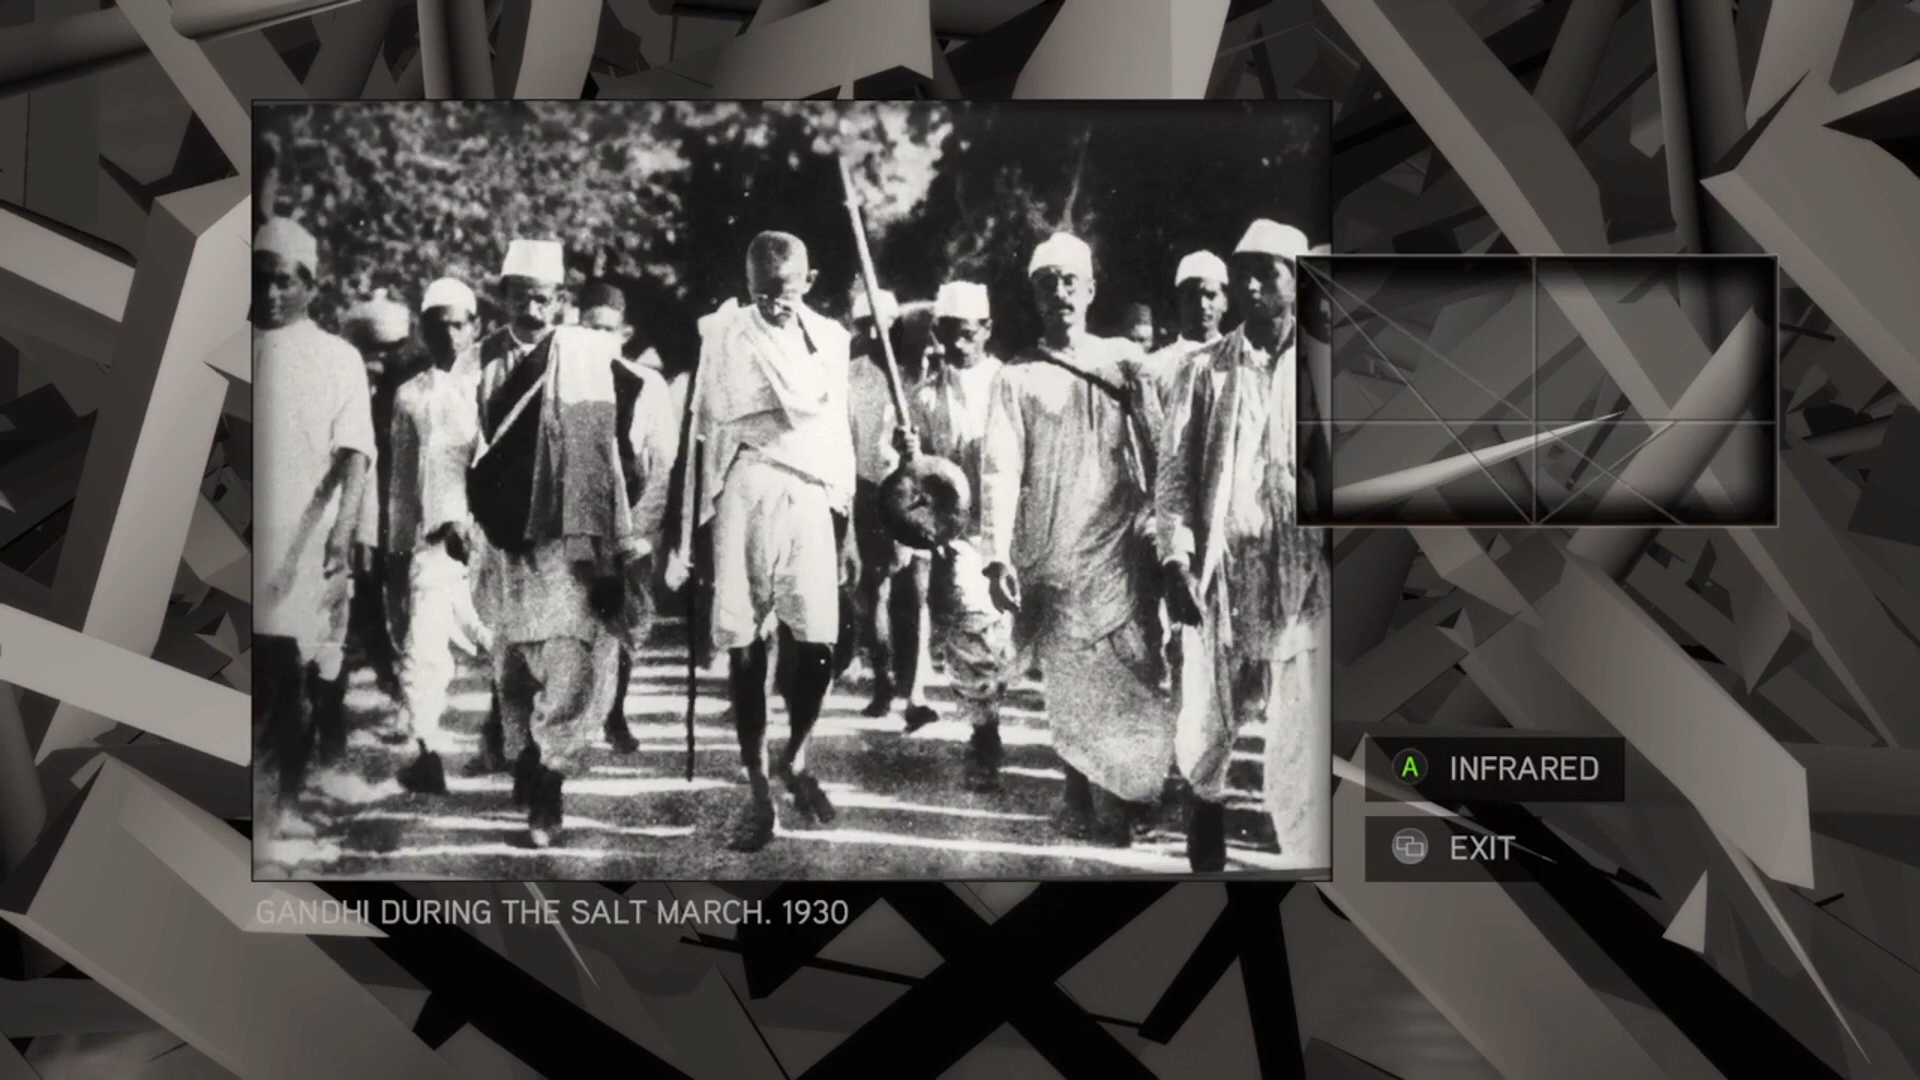 A INFRARED
EXIT
GANDHI DURING THE SALT MARCH. 1930